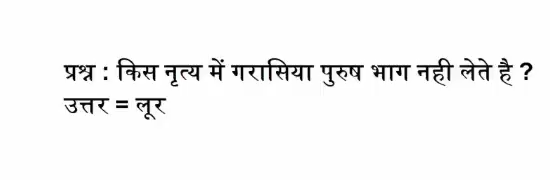 प्रश्न : किस नृत्य में गरासिया पुरुष भाग नही लेते है ?
उत्तर = लूर